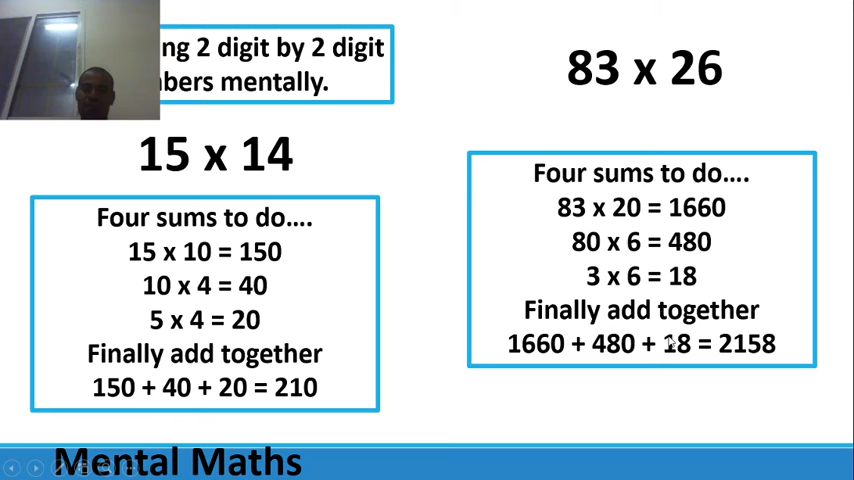 ng 2 digit by 2 digit
bers mentally.
15 x 14
Four sums to do....
15 x 10 = 150
10 x 4 = 40
5 x 4 = 20
Finally add together
150 + 40 + 20 = 210
83 x 26
Four sums to do....
83 x 20 = 1660
80 x 6 = 480
3 x 6 = 18
Finally add together
1660 + 480 + 18 = 2158
Mental Maths